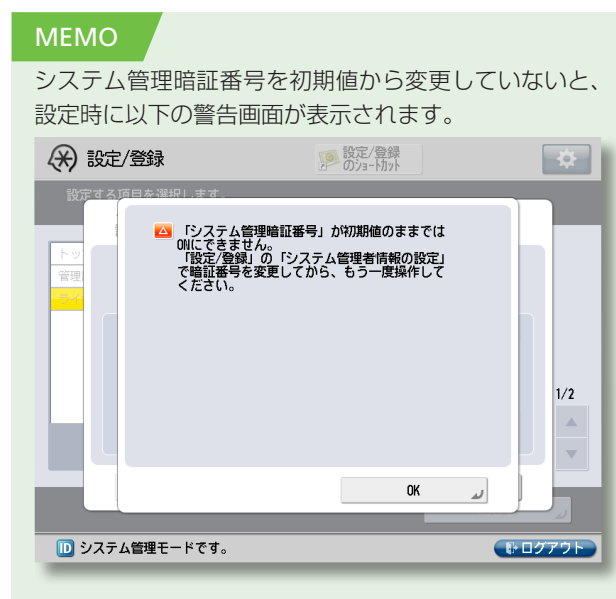 MEMO
システム管理暗証番号を初期値から変更していないと、
設定時に以下の警告画面が表示されます。
設定/登録
設定/登録
のショートカット
設定する項目を選択します。
トッ
管理
ライ
「システム管理暗証番号」が初期値のままでは
ONにできません。
「設定/登録」の「システム管理者情報の設定」
で暗証番号を変更してから、もう一度操作して
ください。
1/2
OK
ID システム管理モードです。
ログアウト